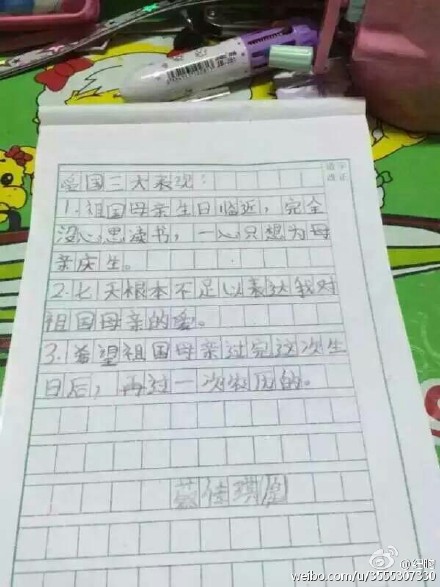 爱国三大表现:
1.祖国母亲生日临近,完全
没心思读书,一心只想为母
亲庆生。
2.七天根本不足以表达我对
祖国母亲的爱。
3.希望祖国母亲过完这次生
日后,再过一次农历的。
weibo.com/u/3555307330